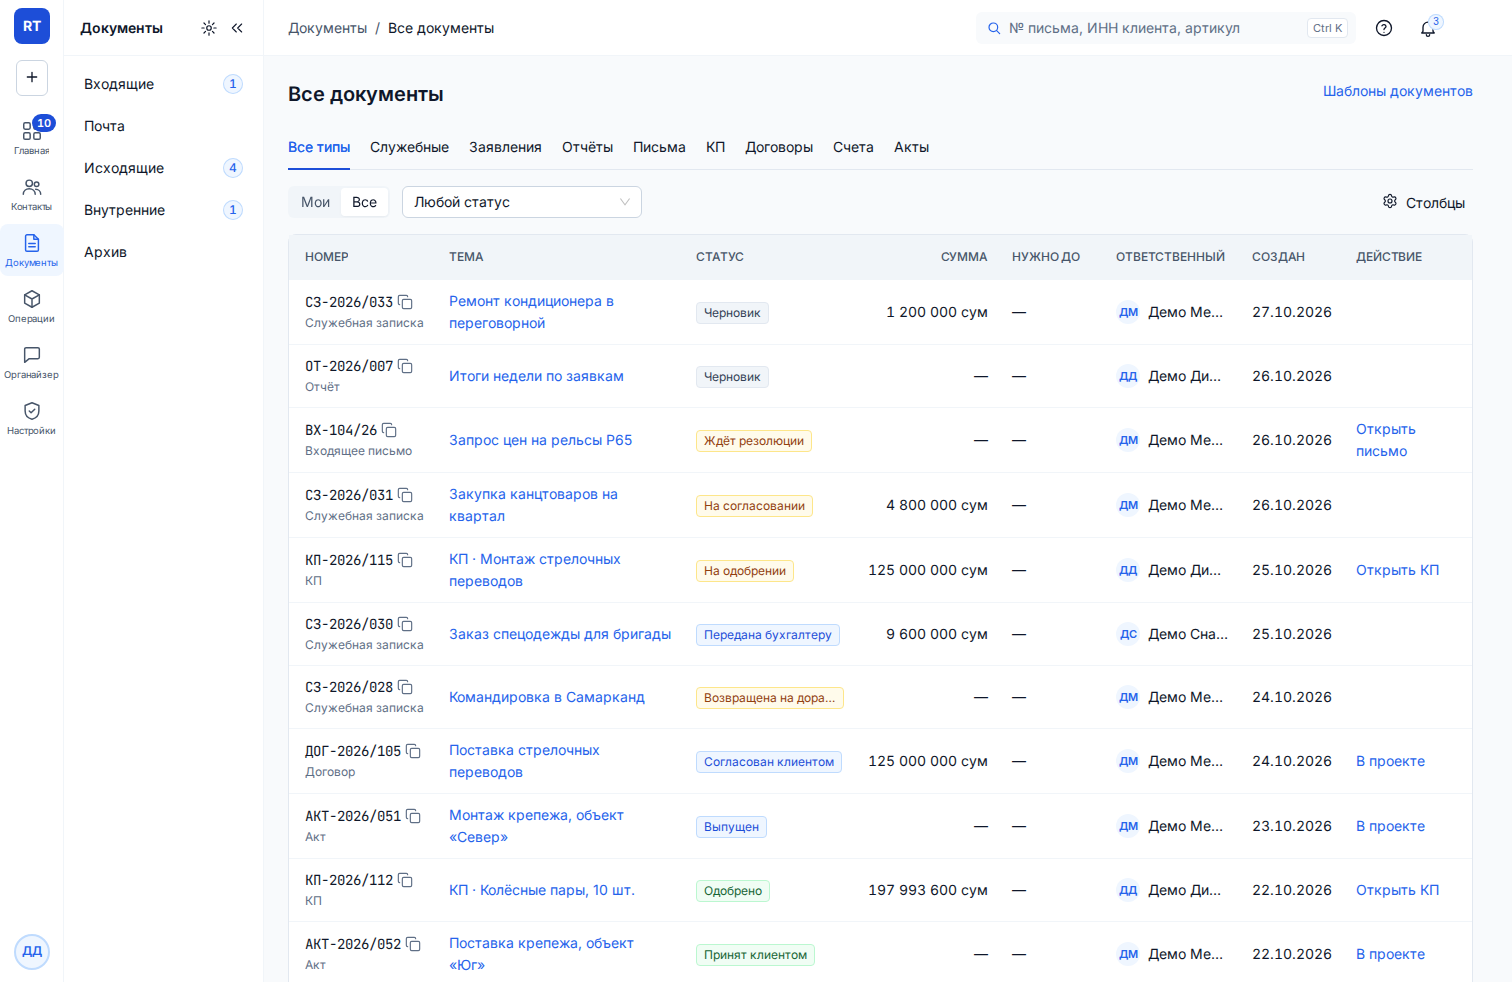 RT
Документы
Документы / Все документы
№ письма, ИНН клиента, артикул
Ctrl K
3
10
Главная
Контакты
Документы
Операции
Органайзер
Настройки
ДД
Входящие 1
Почта
Исходящие 4
Внутренние 1
Архив
Все документы
Шаблоны документов
Все типы Служебные Заявления Отчёты Письма КП Договоры Счета Акты
Мои Все Любой статус Столбцы
НОМЕР ТЕМА СТАТУС СУММА НУЖНО ДО ОТВЕТСТВЕННЫЙ СОЗДАН ДЕЙСТВИЕ
СЗ-2026/033
Служебная записка
Ремонт кондиционера в
переговорной
Черновик 1 200 000 сум — ДМ Демо Ме... 27.10.2026
ОТ-2026/007
Отчёт
Итоги недели по заявкам Черновик — — ДД Демо Ди... 26.10.2026
ВХ-104/26
Входящее письмо
Запрос цен на рельсы Р65 Ждёт резолюции — — ДМ Демо Ме... 26.10.2026
Открыть
письмо
СЗ-2026/031
Служебная записка
Закупка канцтоваров на
квартал
На согласовании 4 800 000 сум — ДМ Демо Ме... 26.10.2026
КП-2026/115
КП
КП · Монтаж стрелочных
переводов
На одобрении 125 000 000 сум — ДД Демо Ди... 25.10.2026 Открыть КП
СЗ-2026/030
Служебная записка
Заказ спецодежды для бригады Передана бухгалтеру 9 600 000 сум — ДС Демо Сна... 25.10.2026
СЗ-2026/028
Служебная записка
Командировка в Самарканд Возвращена на дора... — — ДМ Демо Ме... 24.10.2026
ДОГ-2026/105
Договор
Поставка стрелочных
переводов
Согласован клиентом 125 000 000 сум — ДМ Демо Ме... 24.10.2026 В проекте
АКТ-2026/051
Акт
Монтаж крепежа, объект
«Север»
Выпущен — — ДМ Демо Ме... 23.10.2026 В проекте
КП-2026/112
КП
КП · Колёсные пары, 10 шт. Одобрено 197 993 600 сум — ДД Демо Ди... 22.10.2026 Открыть КП
АКТ-2026/052
Акт
Поставка крепежа, объект
«Юг»
Принят клиентом — — ДМ Демо Ме... 22.10.2026 В проекте